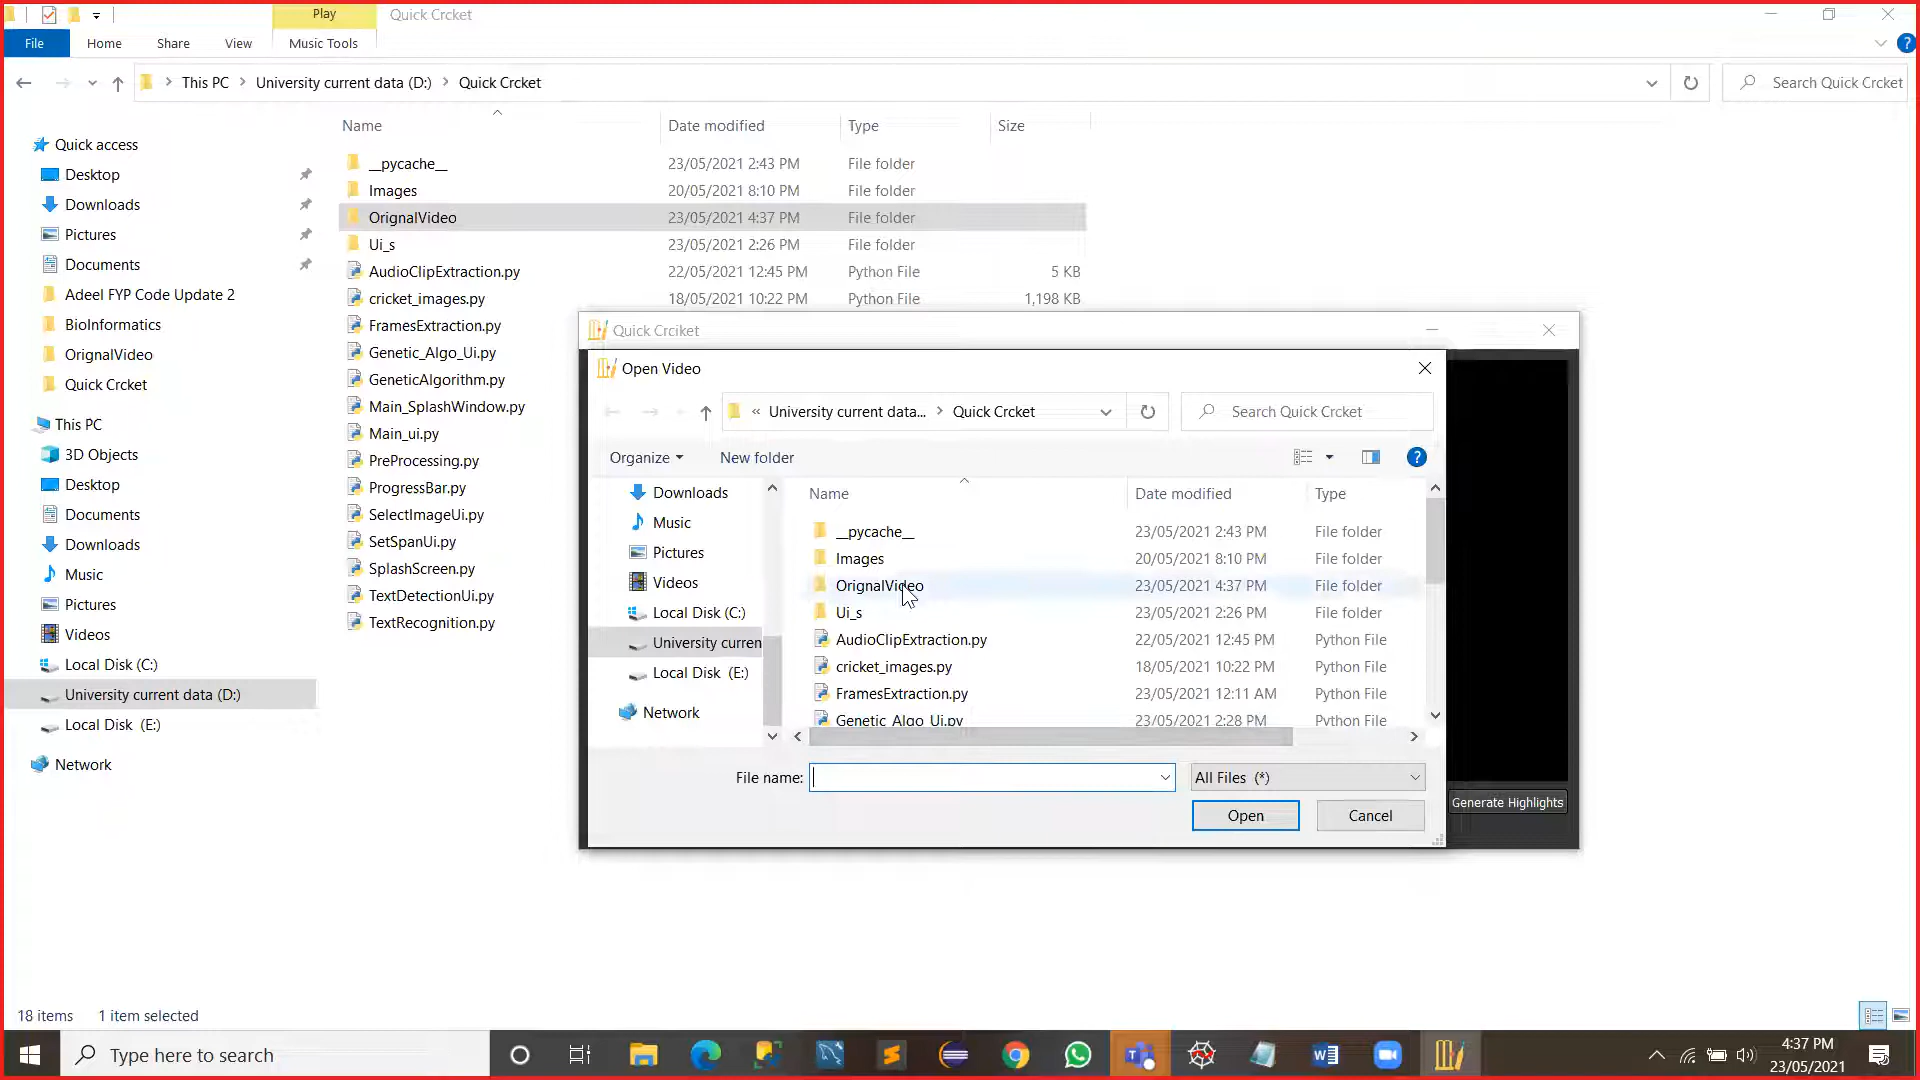 Play
Quick Crcket
File
Home
Share
View
Music Tools
This PC
University current data (D:)
Quick Crcket
Search Quick Crcket
Name
Date modified
Type
Size
Quick access
Desktop
Downloads
Pictures
Documents
Adeel FYP Code Update 2
BioInformatics
OrignalVideo
Quick Crcket
This PC
3D Objects
Desktop
Documents
Downloads
Music
Pictures
Videos
Local Disk (C:)
University current data (D:)
Local Disk (E:)
Network
__pycache__ 23/05/2021 2:43 PM File folder
Images 20/05/2021 8:10 PM File folder
OrignalVideo 23/05/2021 4:37 PM File folder
Ui_s 23/05/2021 2:26 PM File folder
AudioClipExtraction.py 22/05/2021 12:45 PM Python File 5 KB
cricket_images.py 18/05/2021 10:22 PM Python File 1,198 KB
FramesExtraction.py
Genetic_Algo_Ui.py
GeneticAlgorithm.py
Main_SplashWindow.py
Main_ui.py
PreProcessing.py
ProgressBar.py
SelectImageUi.py
SetSpanUi.py
SplashScreen.py
TextDetectionUi.py
TextRecognition.py
Quick Crciket
Open Video
« University current data... Quick Crcket
Search Quick Crcket
Organize
New folder
Downloads
Music
Pictures
Videos
Local Disk (C:)
University curren
Local Disk (E:)
Network
Name Date modified Type
__pycache__ 23/05/2021 2:43 PM File folder
Images 20/05/2021 8:10 PM File folder
OrignalVideo 23/05/2021 4:37 PM File folder
Ui_s 23/05/2021 2:26 PM File folder
AudioClipExtraction.py 22/05/2021 12:45 PM Python File
cricket_images.py 18/05/2021 10:22 PM Python File
FramesExtraction.py 23/05/2021 12:11 AM Python File
Genetic_Algo_Ui.py 23/05/2021 2:28 PM Python File
File name:
All Files (*)
Open
Cancel
Generate Highlights
18 items
1 item selected
Type here to search
4:37 PM
23/05/2021